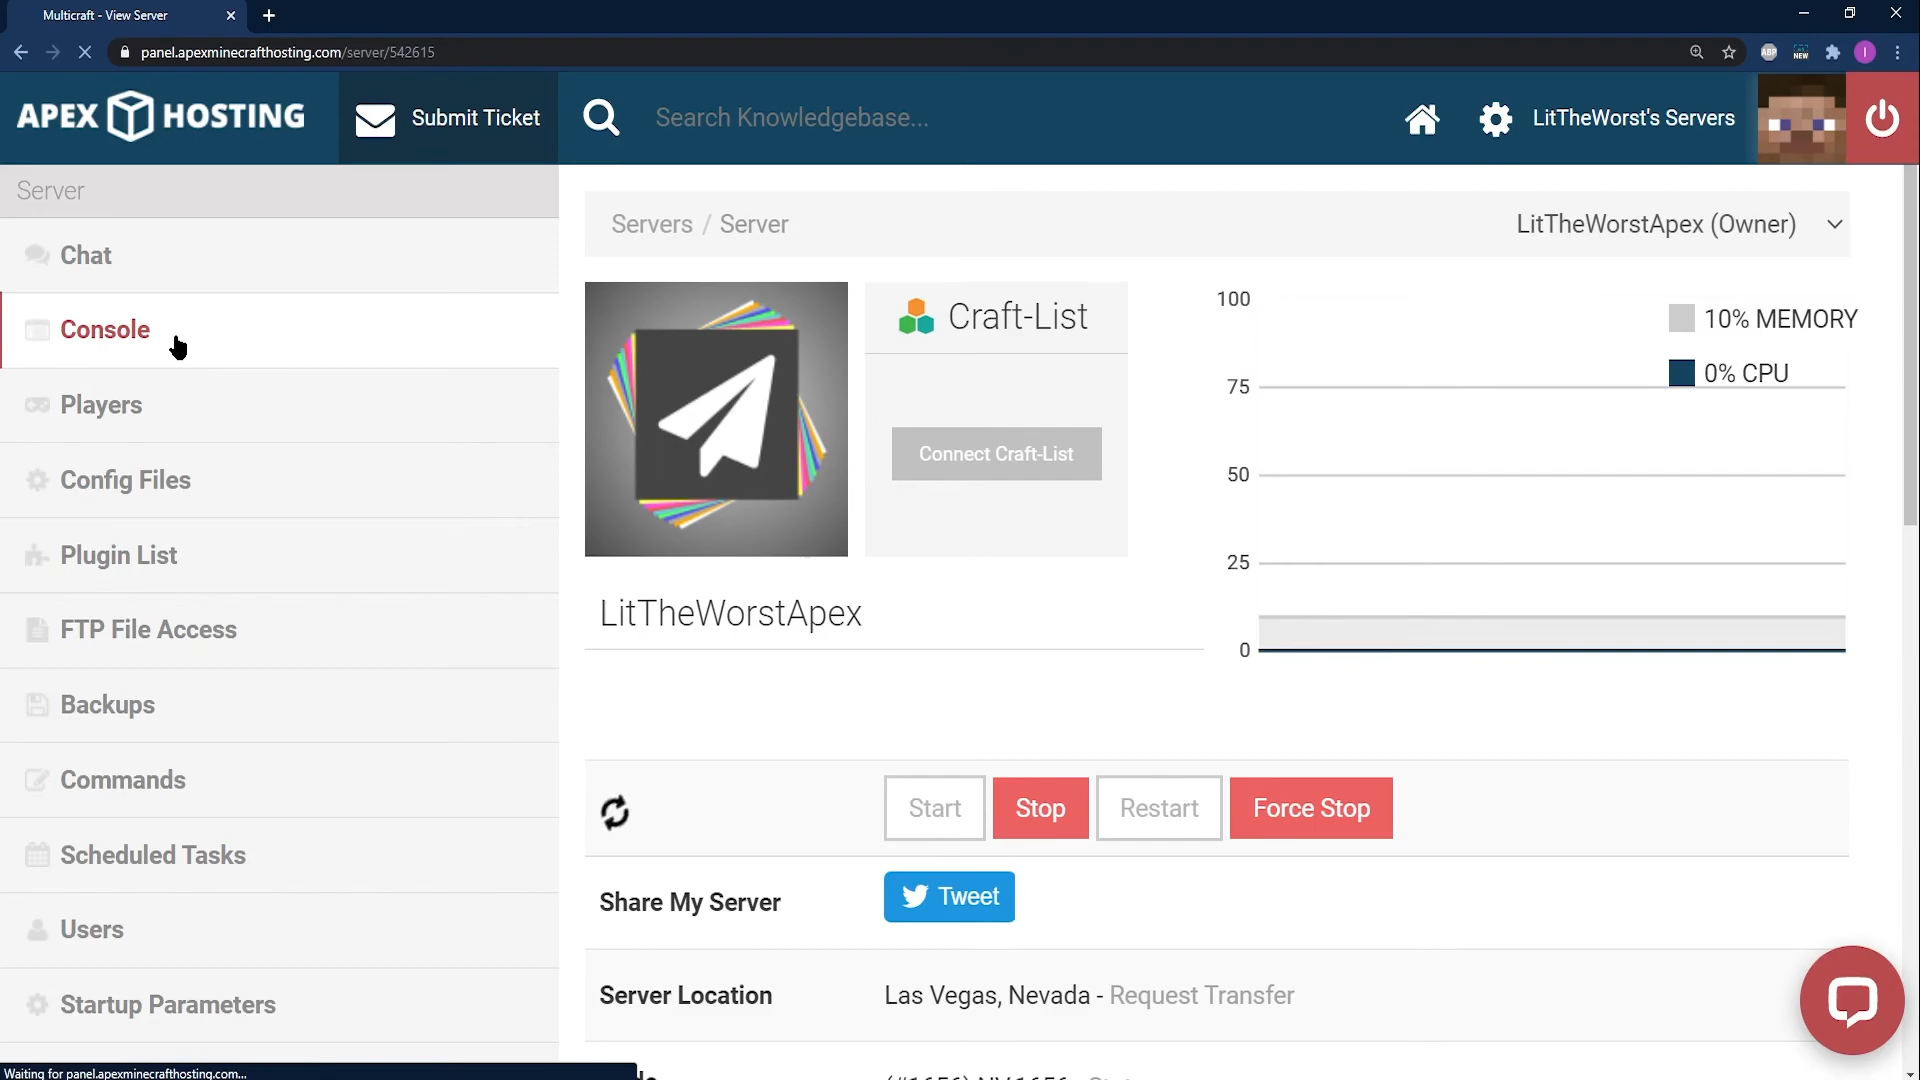 Multicraft - View Server
panel.apexminecrafthosting.com/server/542615
ABP
NEW
I
APEX HOSTING
Submit Ticket
Search Knowledgebase...
LitTheWorst's Servers
Server
Chat
Console
Players
Config Files
Plugin List
FTP File Access
Backups
Commands
Scheduled Tasks
Users
Startup Parameters
Servers / Server
LitTheWorstApex (Owner)
Craft-List
Connect Craft-List
LitTheWorstApex
100
75
50
25
0
10% MEMORY
0% CPU
Start
Stop
Restart
Force Stop
Share My Server
Tweet
Server Location
Las Vegas, Nevada - Request Transfer
Waiting for panel.apexminecrafthosting.com...